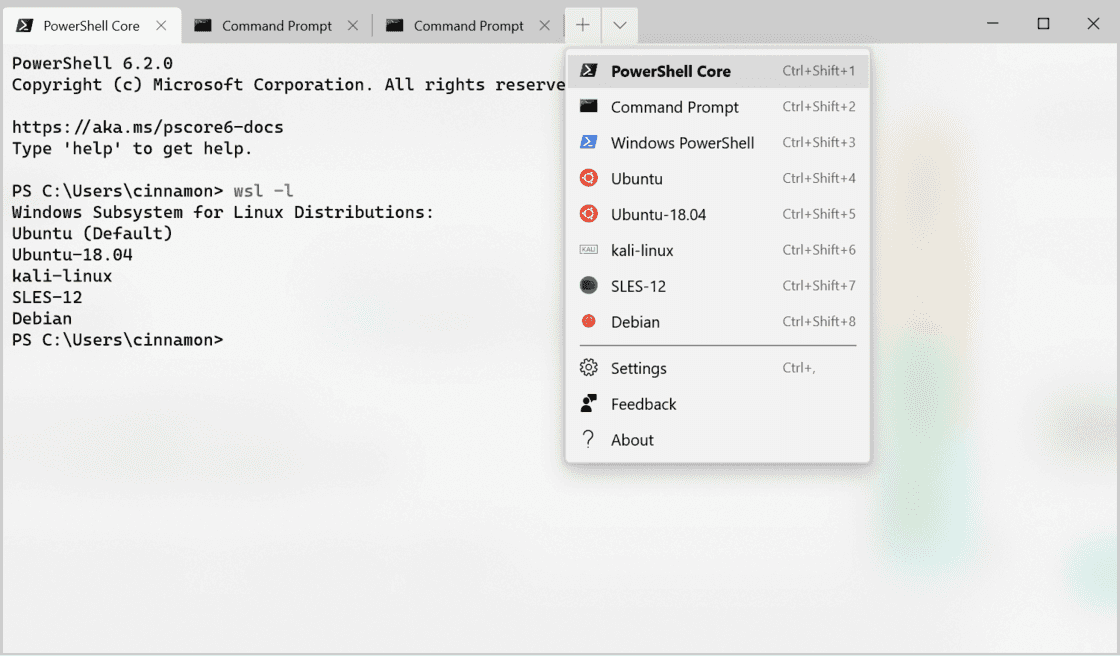 PowerShell Core
Command Prompt
Command Prompt
PowerShell 6.2.0
Copyright (c) Microsoft Corporation. All rights reserve
https://aka.ms/pscore6-docs
Type 'help' to get help.
PS C:\Users\cinnamon> wsl -l
Windows Subsystem for Linux Distributions:
Ubuntu (Default)
Ubuntu-18.04
kali-linux
SLES-12
Debian
PS C:\Users\cinnamon>
PowerShell Core Ctrl+Shift+1
Command Prompt Ctrl+Shift+2
Windows PowerShell Ctrl+Shift+3
Ubuntu Ctrl+Shift+4
Ubuntu-18.04 Ctrl+Shift+5
KALI kali-linux Ctrl+Shift+6
SLES-12 Ctrl+Shift+7
Debian Ctrl+Shift+8
Settings Ctrl+,
Feedback
? About